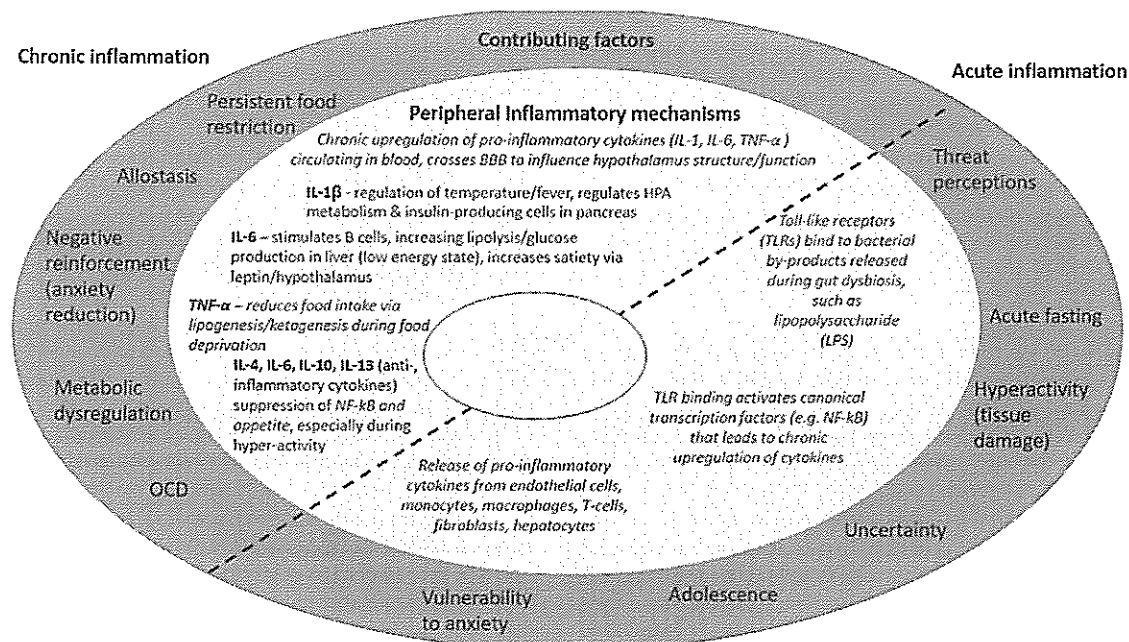 Contributing factors
Chronic inflammation
Acute inflammation
Persistent food
restriction
Allostasis
Negative
reinforcement
(anxiety
reduction)
Metabolic
dysregulation
OCD
Peripheral Inflammatory mechanisms
Chronic upregulation of pro-inflammatory cytokines (IL-1, IL-6, TNF-α )
circulating in blood, crosses BBB to influence hypothalamus structure/function
IL-1β - regulation of temperature/fever, regulates HPA
metabolism & insulin-producing cells in pancreas
IL-6 – stimulates B cells, increasing lipolysis/glucose
production in liver (low energy state), increases satiety via
leptin/hypothalamus
TNF-α – reduces food intake via
lipogenesis/ketogenesis during food
deprivation
IL-4, IL-6, IL-10, IL-13 (anti-,
inflammatory cytokines)
suppression of NF-kB and
appetite, especially during
hyper-activity
Toll-like receptors
(TLRs) bind to bacterial
by-products released
during gut dysbiosis,
such as
lipopolysaccharide
(LPS)
TLR binding activates canonical
transcription factors (e.g. NF-kB)
that leads to chronic
upregulation of cytokines
Release of pro-inflammatory
cytokines from endothelial cells,
monocytes, macrophages, T-cells,
fibroblasts, hepatocytes
Threat
perceptions
Acute fasting
Hyperactivity
(tissue
damage)
Uncertainty
Adolescence
Vulnerability
to anxiety